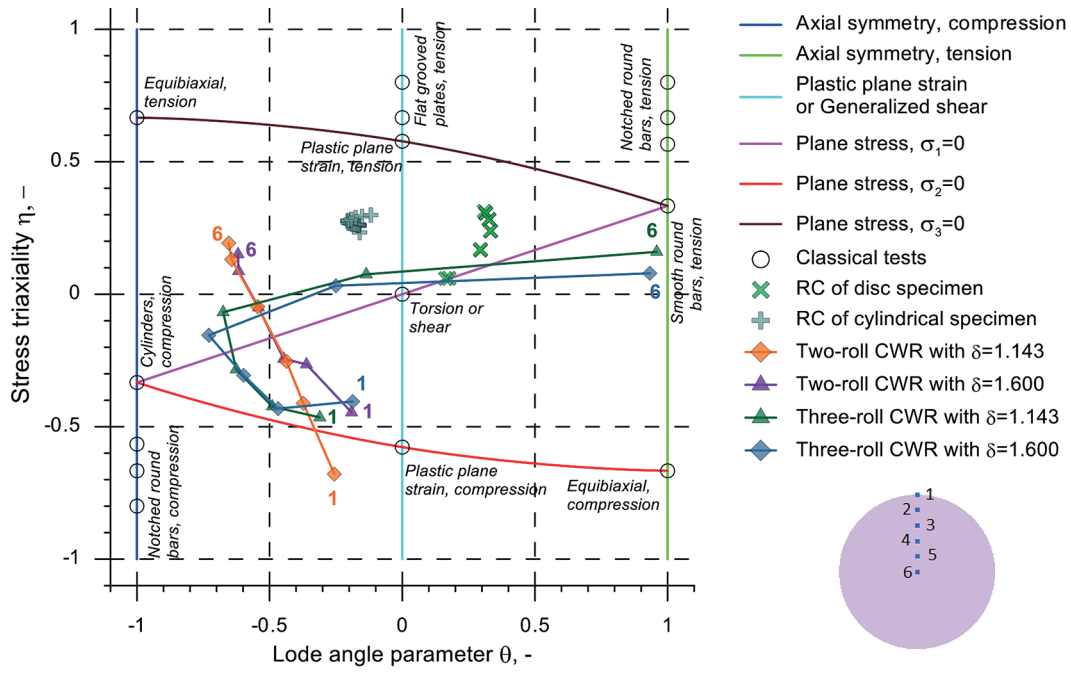 1
0.5
0
-0.5
-1
Stress triaxiality η, –
-1
-0.5
0
0.5
1
Lode angle parameter θ, -
Equibiaxial,
tension
Flat grooved
plates, tension
Notched round
bars, tension
Plastic plane
strain, tension
Cylinders,
compression
Torsion or
shear
Smooth round
bars, tension
Notched round
bars, compression
Plastic plane
strain, compression
Equibiaxial,
compression
6
6
6
6
1
1
1
1
Axial symmetry, compression
Axial symmetry, tension
Plastic plane strain
or Generalized shear
Plane stress, σ1=0
Plane stress, σ2=0
Plane stress, σ3=0
Classical tests
RC of disc specimen
RC of cylindrical specimen
Two-roll CWR with δ=1.143
Two-roll CWR with δ=1.600
Three-roll CWR with δ=1.143
Three-roll CWR with δ=1.600
1
2
3
4
5
6